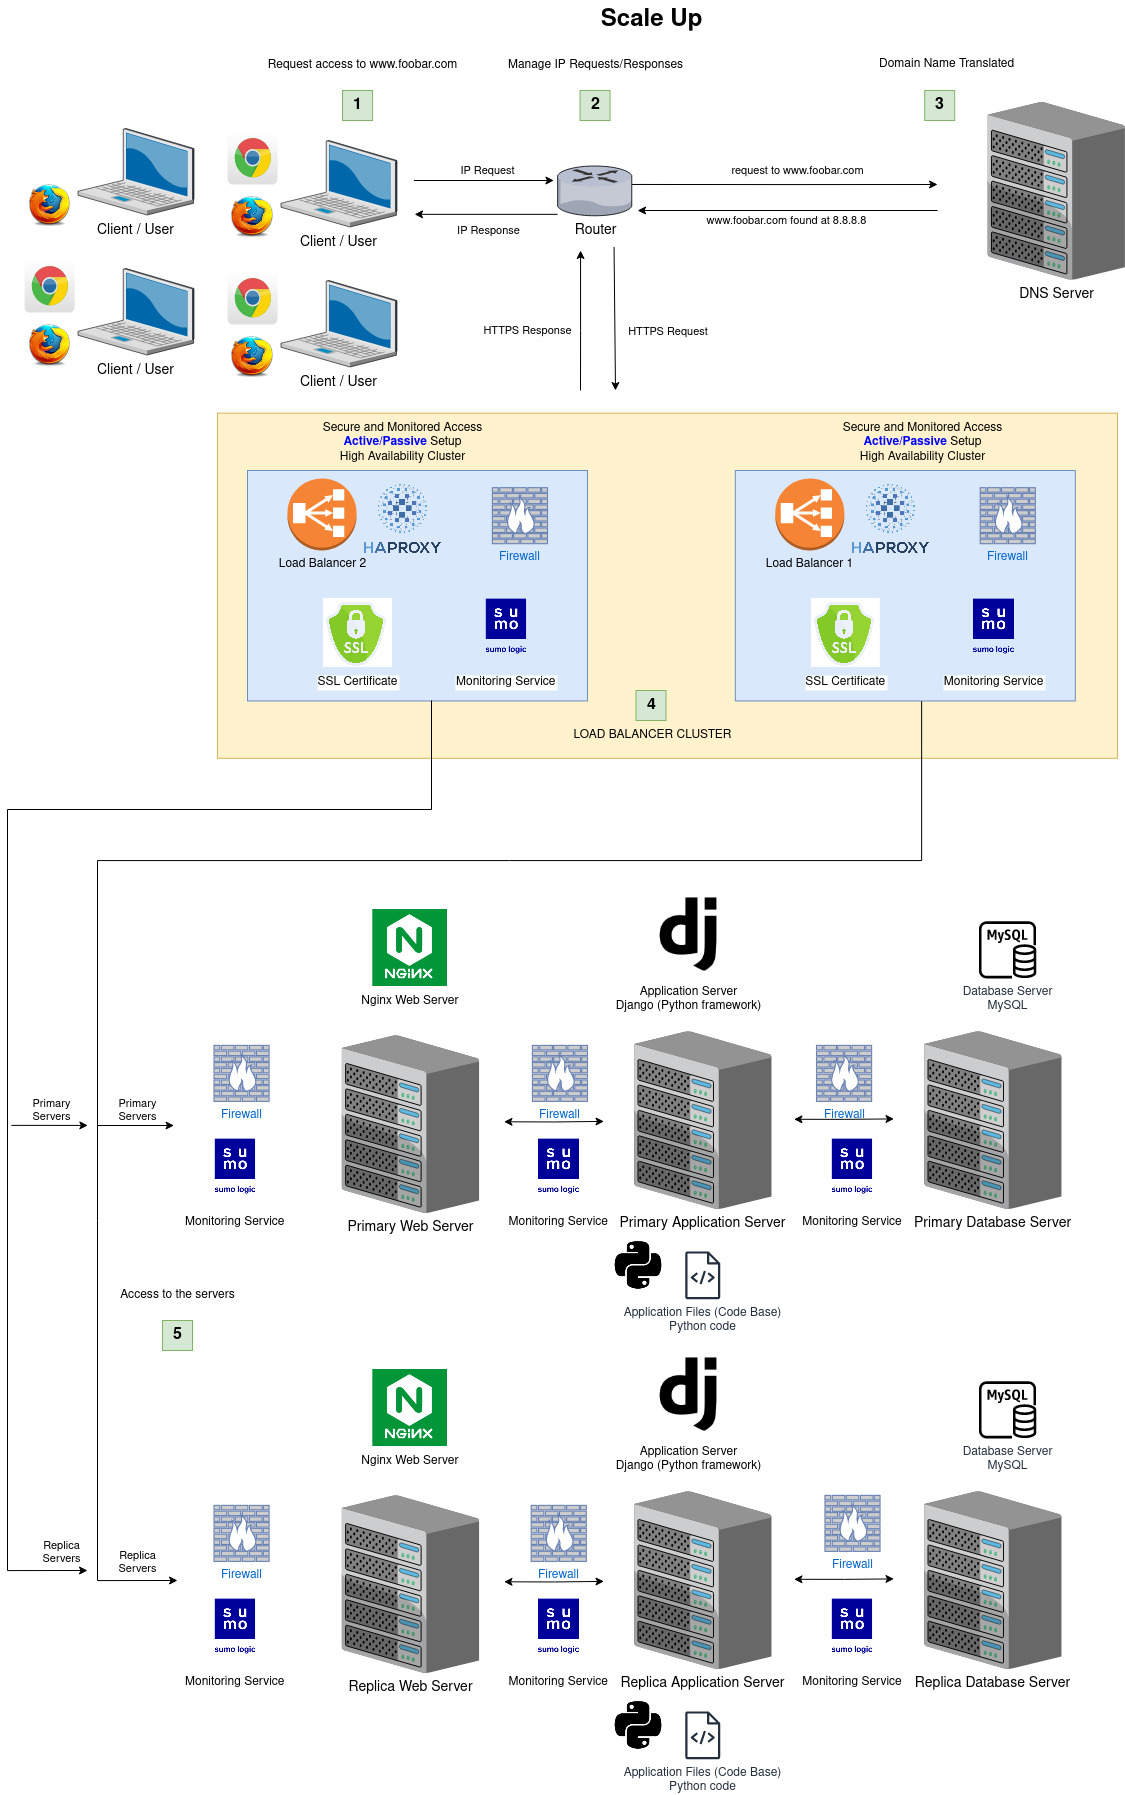 Scale Up
Request access to www.foobar.com
Manage IP Requests/Responses
Domain Name Translated
1
2
3
IP Request
request to www.foobar.com
www.foobar.com found at 8.8.8.8
IP Response
Router
Client / User
Client / User
DNS Server
HTTPS Response
HTTPS Request
Client / User
Client / User
Secure and Monitored Access
Active/Passive Setup
High Availability Cluster
Secure and Monitored Access
Active/Passive Setup
High Availability Cluster
HAPROXY
Load Balancer 2
Firewall
HAPROXY
Load Balancer 1
Firewall
SSL
SSL Certificate
su
mo
sumo logic
Monitoring Service
SSL
SSL Certificate
su
mo
sumo logic
Monitoring Service
4
LOAD BALANCER CLUSTER
NGINX
Nginx Web Server
dj
Application Server
Django (Python framework)
MySQL
Database Server
MySQL
Primary
Servers
Primary
Servers
Firewall
su
mo
sumo logic
Monitoring Service
Primary Web Server
Firewall
su
mo
sumo logic
Monitoring Service
Primary Application Server
Firewall
su
mo
sumo logic
Monitoring Service
Primary Database Server
</>
Application Files (Code Base)
Python code
Access to the servers
5
NGINX
Nginx Web Server
dj
Application Server
Django (Python framework)
MySQL
Database Server
MySQL
Replica
Servers
Replica
Servers
Firewall
su
mo
sumo logic
Monitoring Service
Replica Web Server
Firewall
su
mo
sumo logic
Monitoring Service
Replica Application Server
Firewall
su
mo
sumo logic
Monitoring Service
Replica Database Server
</>
Application Files (Code Base)
Python code